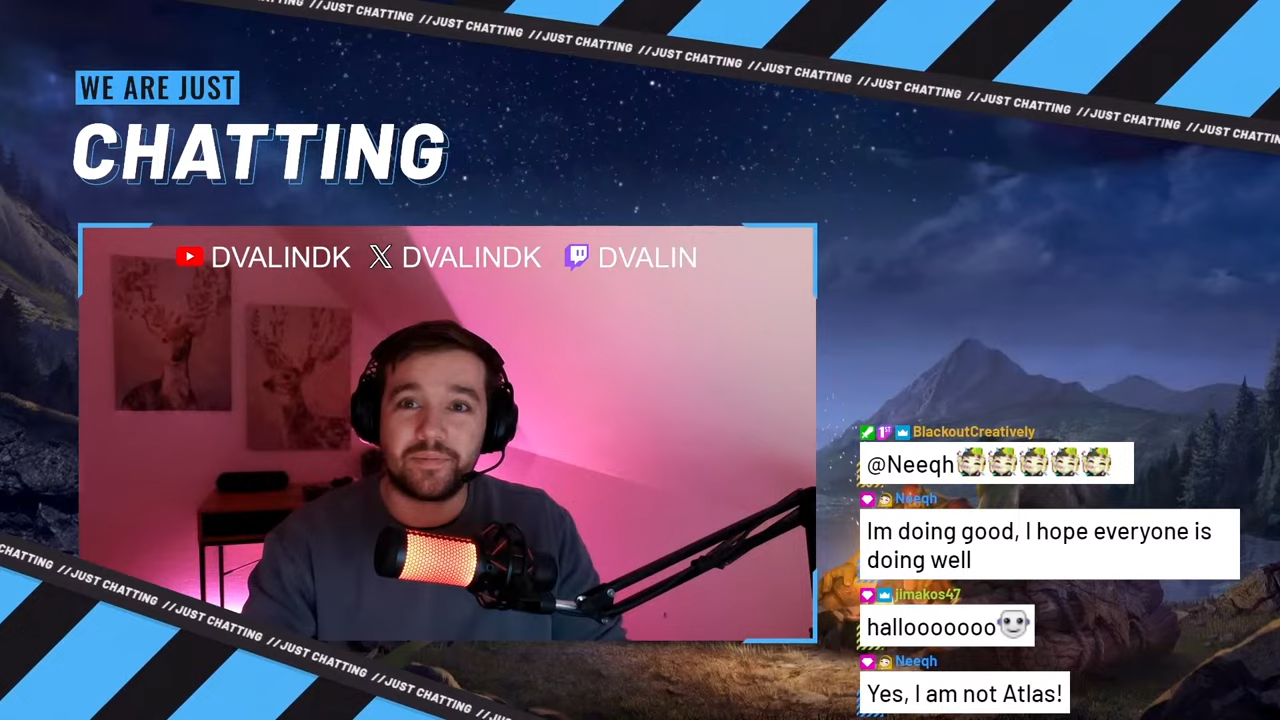 //JUST CHATTING //JUST CHATTING //JUST CHATTING //JUST CHATTING //JUST CHATTING //JUST CHATTING //JUST CHATTING //JUST CHATTING
WE ARE JUST
CHATTING
DVALINDK DVALINDK DVALIN
BlackoutCreatively
@Neeqh
Neeqh
Im doing good, I hope everyone is
doing well
jimakos47
hallooooooo
Neeqh
Yes, I am not Atlas!
CHATTING //JUST CHATTING //JUST CHATTING //JUST CHATTING //JUST CHATTING